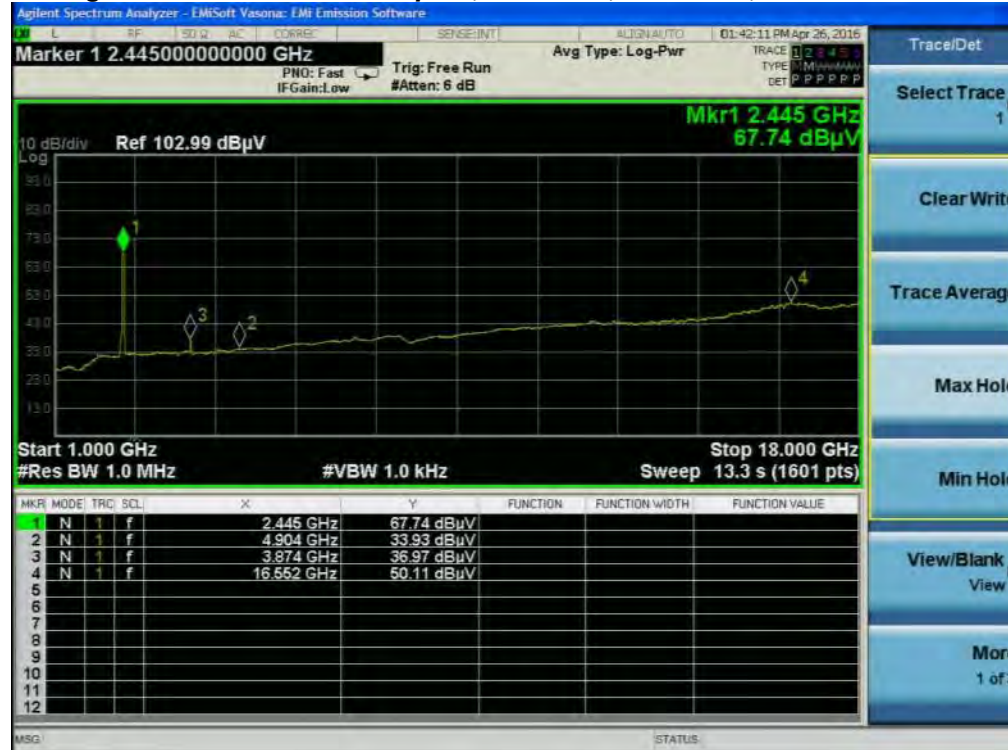 Agilent Spectrum Analyzer - EMiSoft Vasona: EMi Emission Software
L RF 50 Ω AC CORREC SENSE:INT ALIGN AUTO 01:42:11 PM Apr 26, 2016
Marker 1 2.445000000000 GHz Avg Type: Log-Pwr TRACE 1 2 3 4 5 6
PNO: Fast Trig: Free Run TYPE M MWWWWW
IFGain:Low #Atten: 6 dB DET P P P P P P
Mkr1 2.445 GHz
10 dB/div Ref 102.99 dBµV 67.74 dBµV
Log
93.0
83.0
73.0
63.0
53.0
43.0
33.0
23.0
13.0
1
3
2
4
Start 1.000 GHz Stop 18.000 GHz
#Res BW 1.0 MHz #VBW 1.0 kHz Sweep 13.3 s (1601 pts)
MKR MODE TRC SCL X Y FUNCTION FUNCTION WIDTH FUNCTION VALUE
1 N 1 f 2.445 GHz 67.74 dBµV
2 N 1 f 4.904 GHz 33.93 dBµV
3 N 1 f 3.874 GHz 36.97 dBµV
4 N 1 f 16.552 GHz 50.11 dBµV
5
6
7
8
9
10
11
12
MSG STATUS
Trace/Det
Select Trace
1
Clear Write
Trace Averag
Max Hol
Min Hol
View/Blank
View
Mor
1 of